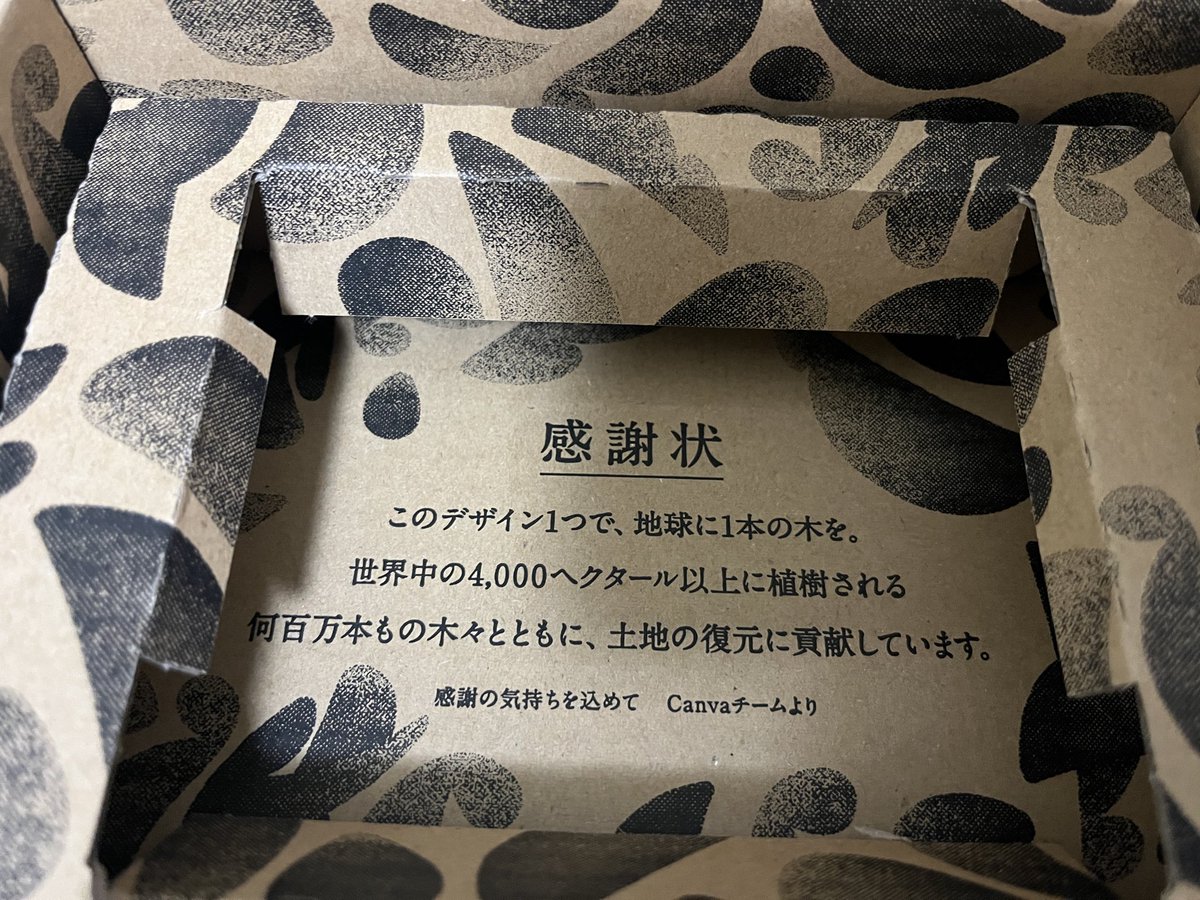 感謝状
このデザイン1つで、地球に1本の木を。
世界中の4,000ヘクタール以上に植樹される
何百万本もの木々とともに、土地の復元に貢献しています。
感謝の気持ちを込めて　Canvaチームより